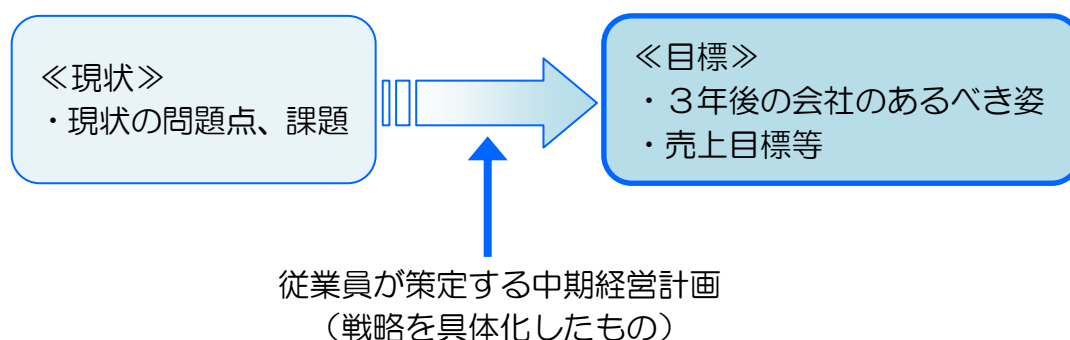 ≪現状≫
・現状の問題点、課題
≪目標≫
・３年後の会社のあるべき姿
・売上目標等
従業員が策定する中期経営計画
（戦略を具体化したもの）